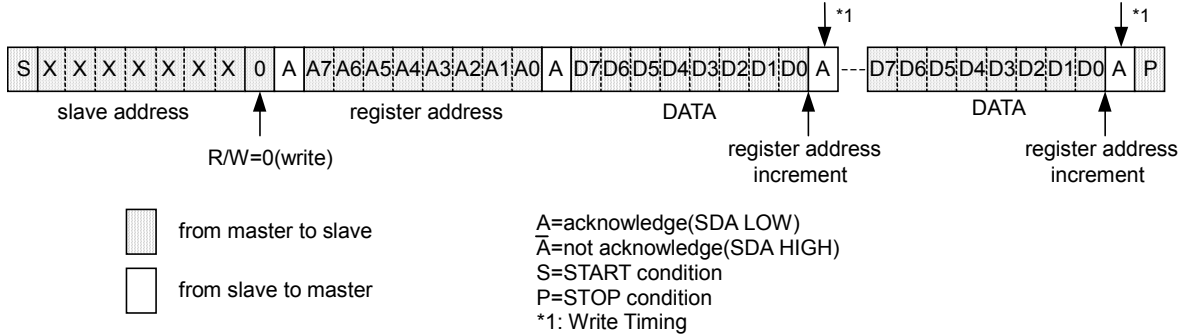 *1 *1
S X X X X X X X 0 A A7 A6 A5 A4 A3 A2 A1 A0 A D7 D6 D5 D4 D3 D2 D1 D0 A D7 D6 D5 D4 D3 D2 D1 D0 A P
slave address register address DATA DATA
R/W=0(write)
register address
increment
register address
increment
from master to slave
from slave to master
A=acknowledge(SDA LOW)
A̅=not acknowledge(SDA HIGH)
S=START condition
P=STOP condition
*1: Write Timing